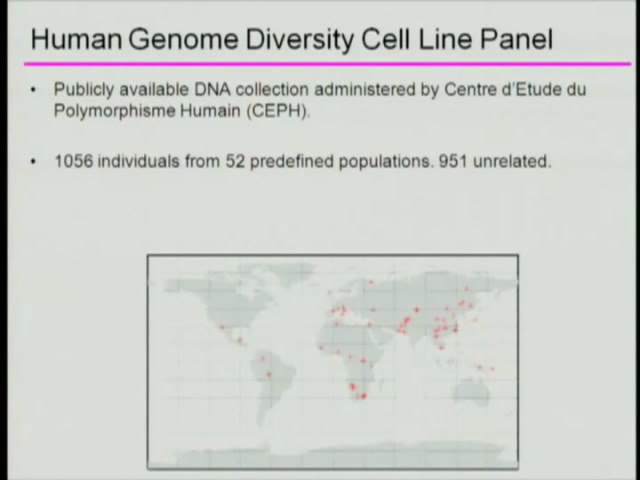 Human Genome Diversity Cell Line Panel
• Publicly available DNA collection administered by Centre d'Etude du
Polymorphisme Humain (CEPH).
• 1056 individuals from 52 predefined populations. 951 unrelated.